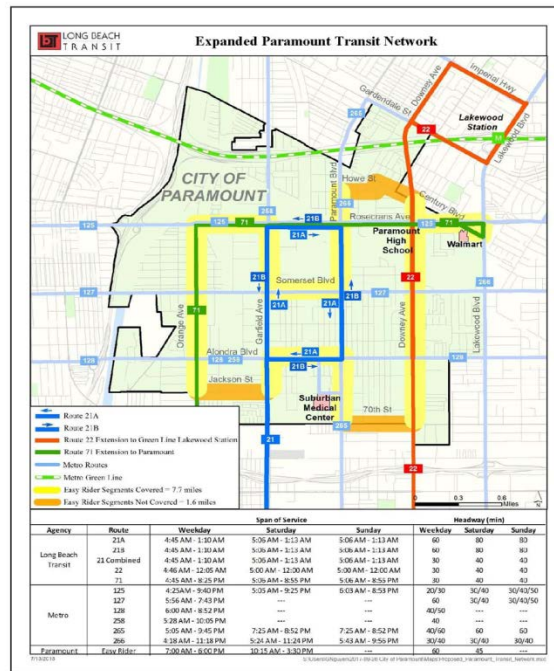 LONG BEACH
TRANSIT
Expanded Paramount Transit Network
Imperial Hwy
Downey Ave
Gardendale St
265
Lakewood
Station
22
Lakewood Blvd
CITY OF
PARAMOUNT
Paramount Blvd
Howe St
Century Blvd
258
265
Rosecrans Ave
125
71
125
21B
125
71
21A
Paramount
High
School
Walmart
21B
Somerset Blvd
21B
22
266
127
21A
21A
127
71
Orange Ave
Garfield Ave
Downey Ave
Lakewood Blvd
Alondra Blvd
21A
128
128
258
21B
128
Jackson St
Suburban
Medical
Center
70th St
265
21
22
Route 21A
Route 21B
Route 22 Extension to Green Line Lakewood Station
Route 71 Extension to Paramount
Metro Routes
Metro Green Line
Easy Rider Segments Covered = 7.7 miles
Easy Rider Segments Not Covered = 1.6 miles
0 0.3 0.6
Miles
Span of Service Headway (min)
Agency Route Weekday Saturday Sunday Weekday Saturday Sunday
Long Beach Transit
21A 4:45 AM - 1:10 AM 5:06 AM - 1:13 AM 5:06 AM - 1:13 AM 60 80 80
21B 4:45 AM - 1:10 AM 5:06 AM - 1:13 AM 5:06 AM - 1:13 AM 60 80 80
21 Combined 4:45 AM - 1:10 AM 5:06 AM - 1:13 AM 5:06 AM - 1:13 AM 30 40 40
22 4:46 AM - 12:05 AM 5:00 AM - 12:00 AM 5:00 AM - 12:00 AM 30 40 40
71 4:45 AM - 8:25 PM 5:06 AM - 8:55 PM 5:06 AM - 8:55 PM 30 40 40
Metro
125 4:25AM - 9:40 PM 5:05 AM - 9:25 PM 6:03 AM - 8:53 PM 20/30 30/40 30/40/50
127 5:56 AM - 7:43 PM --- --- 60
128 6:00 AM - 8:52 PM --- --- 40/50 --- ---
258 5:28 AM - 10:05 PM --- --- 40 --- ---
265 5:05 AM - 9:45 PM 7:25 AM - 8:52 PM 7:25 AM - 8:52 PM 40/60 60 60
4:18 AM - 11:18 PM 5:24 AM - 11:24 PM 5:43 AM - 9:56 PM 30/40 30/40
Paramount Easy Rider 7:00 AM - 6:00 PM 10:15 AM - 3:30 PM --- 60 45 ---